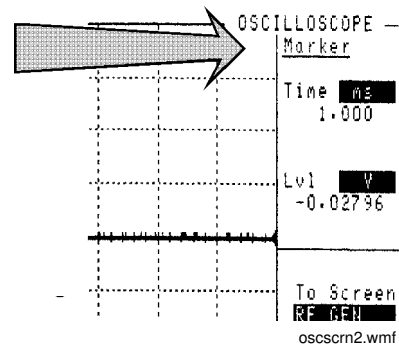 OSCILLOSCOPE
Marker
Time ms
1.000
Lvl V
-0.02796
To Screen
RF GEN
oscscrn2.wmf